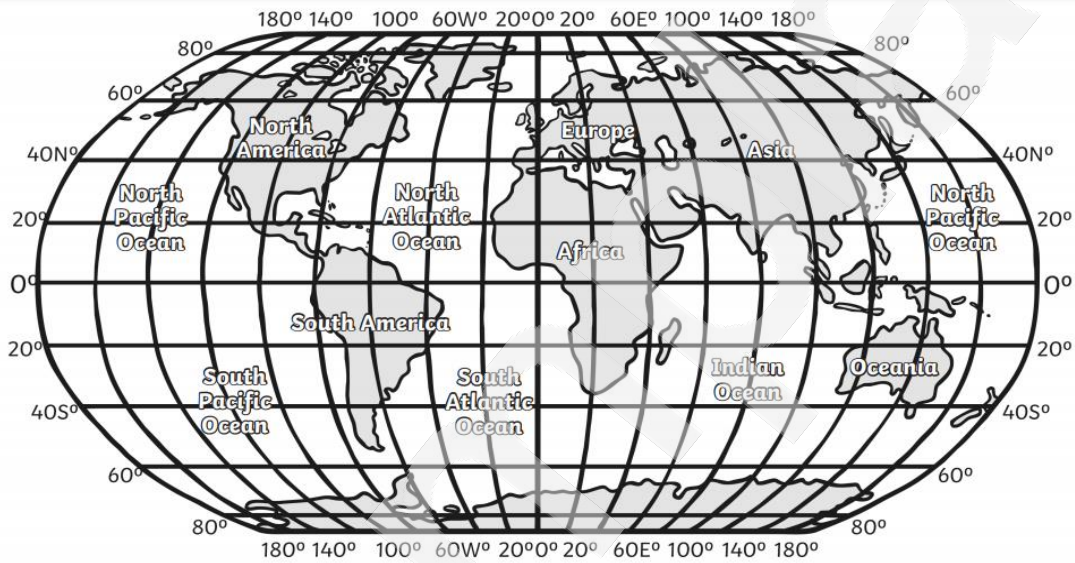 180º 140º 100º 60Wº 20º0º 20º 60Eº 100º 140º 180º
80º 80º
60º 60º
North
America
Europe
Asia
40Nº 40Sº
North
Pacific
Ocean
North
Atlantic
Ocean
North
Pacific
Ocean
20º 20º
Africa
0º 0º
South America
20º 20º
South
Pacific
Ocean
South
Atlantic
Ocean
Indian
Ocean
Oceania
40Sº 40Sº
60º 60º
80º 80º
180º 140º 100º 60Wº 20º0º 20º 60Eº 100º 140º 180º